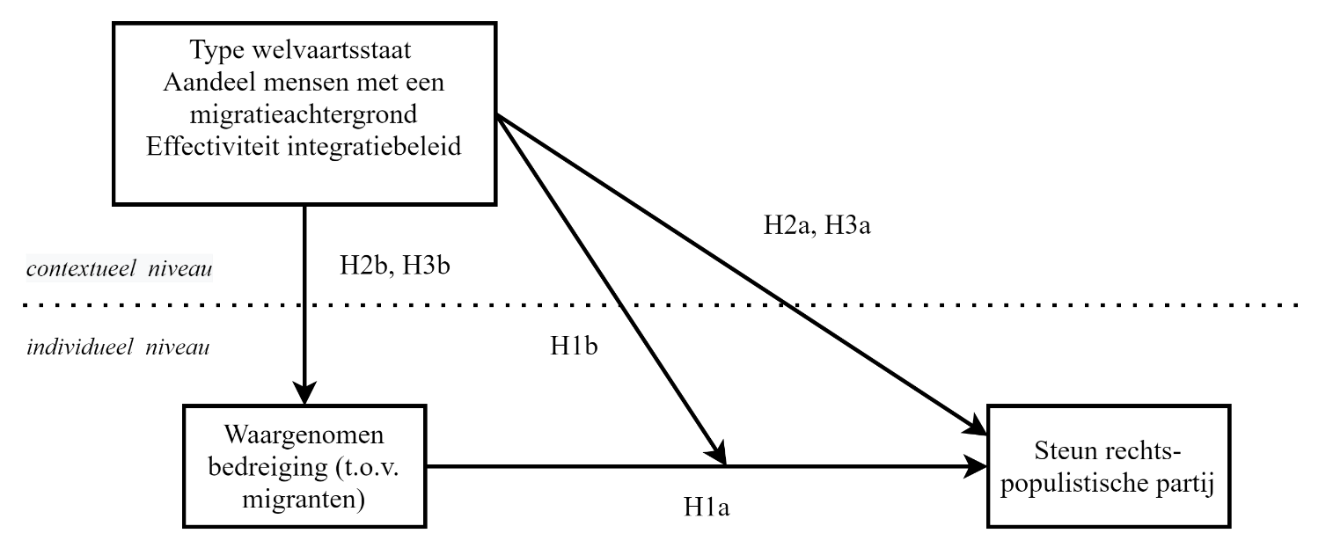 Type welvaartsstaat
Aandeel mensen met een
migratieachtergrond
Effectiviteit integratiebeleid
H2a, H3a
H2b, H3b
contextueel niveau
individueel niveau
H1b
Waargenomen
bedreiging (t.o.v.
migranten)
Steun rechts-
populistische partij
H1a